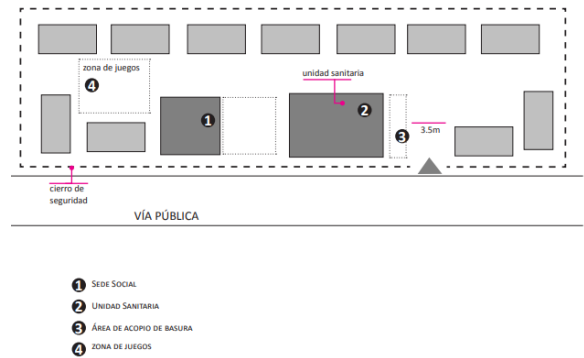 zona de juegos
4
unidad sanitaria
1
2
3
3.5m
cierro de
seguridad
VÍA PÚBLICA
1 SEDE SOCIAL
2 UNIDAD SANITARIA
3 ÁREA DE ACOPIO DE BASURA
4 ZONA DE JUEGOS